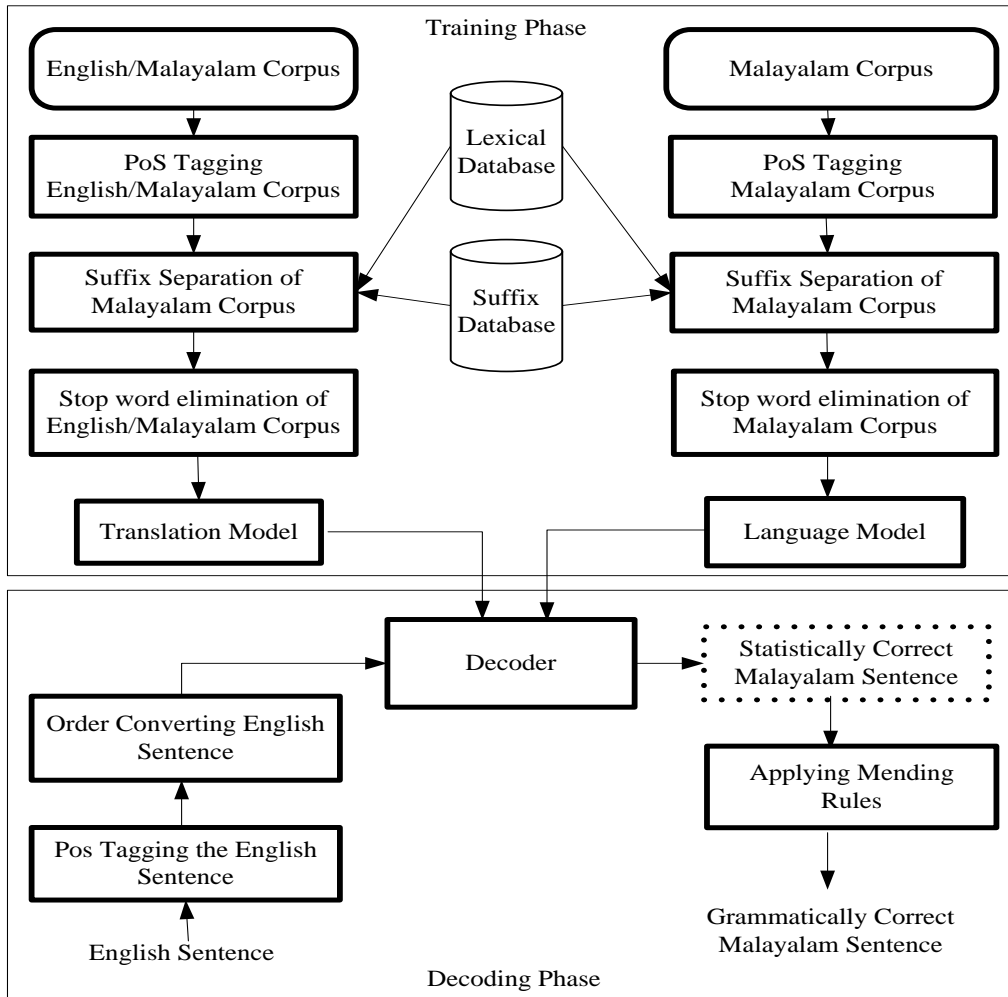 Training Phase
English/Malayalam Corpus
PoS Tagging
English/Malayalam Corpus
Suffix Separation of
Malayalam Corpus
Stop word elimination of
English/Malayalam Corpus
Translation Model
Lexical
Database
Suffix
Database
Malayalam Corpus
PoS Tagging
Malayalam Corpus
Suffix Separation of
Malayalam Corpus
Stop word elimination of
Malayalam Corpus
Language Model
Decoder
Statistically Correct
Malayalam Sentence
Order Converting English
Sentence
Applying Mending
Rules
Pos Tagging the English
Sentence
English Sentence
Grammatically Correct
Malayalam Sentence
Decoding Phase